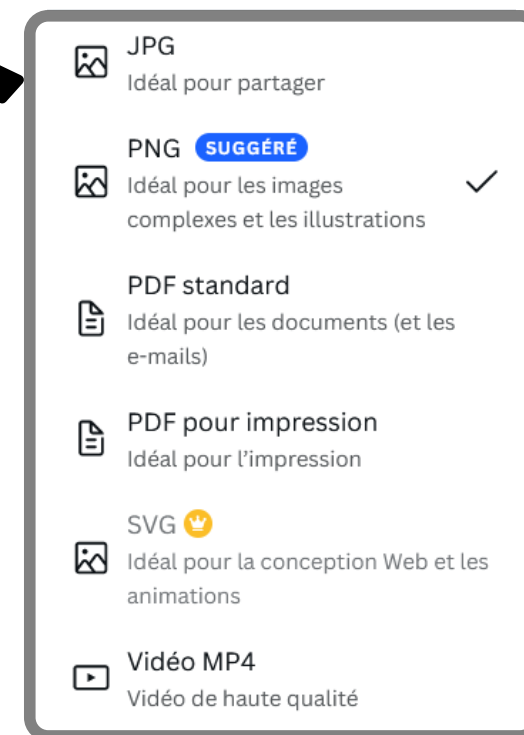 JPG
Idéal pour partager
PNG SUGGÉRÉ
Idéal pour les images
complexes et les illustrations
PDF standard
Idéal pour les documents (et les
e-mails)
PDF pour impression
Idéal pour l’impression
SVG
Idéal pour la conception Web et les
animations
Vidéo MP4
Vidéo de haute qualité